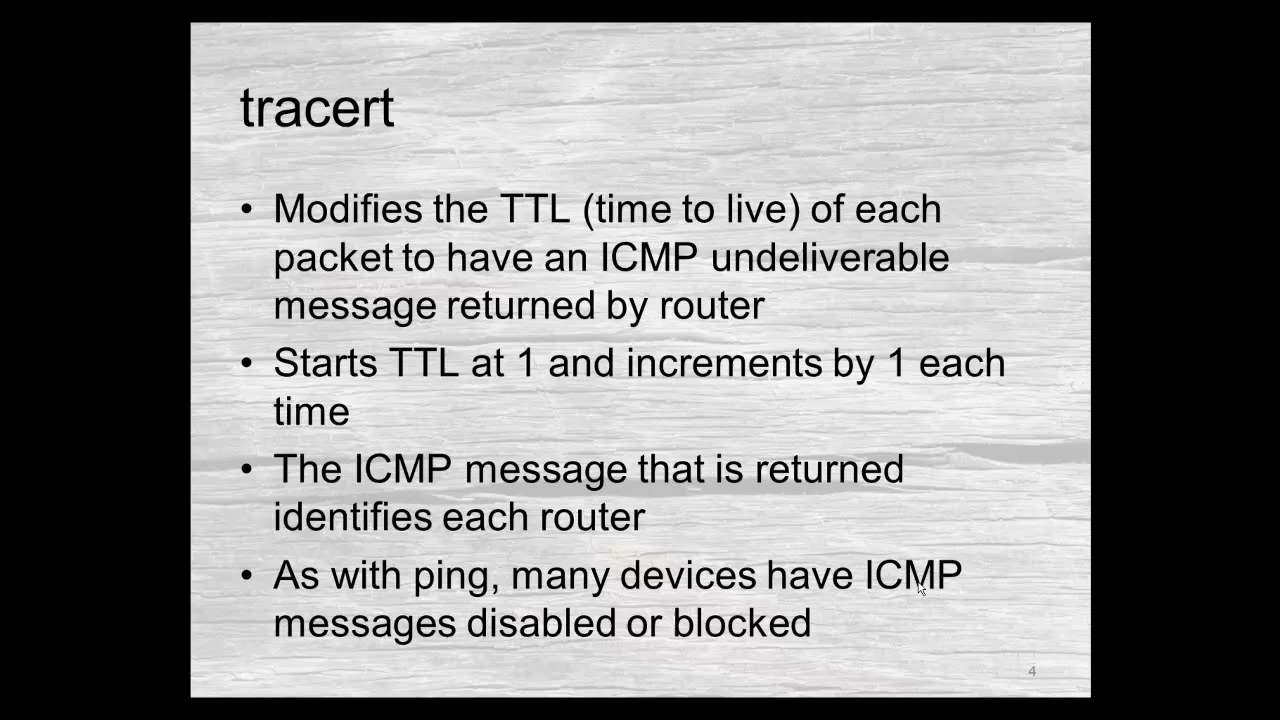 tracert
• Modifies the TTL (time to live) of each
packet to have an ICMP undeliverable
message returned by router
• Starts TTL at 1 and increments by 1 each
time
• The ICMP message that is returned
identifies each router
• As with ping, many devices have ICMP
messages disabled or blocked
4